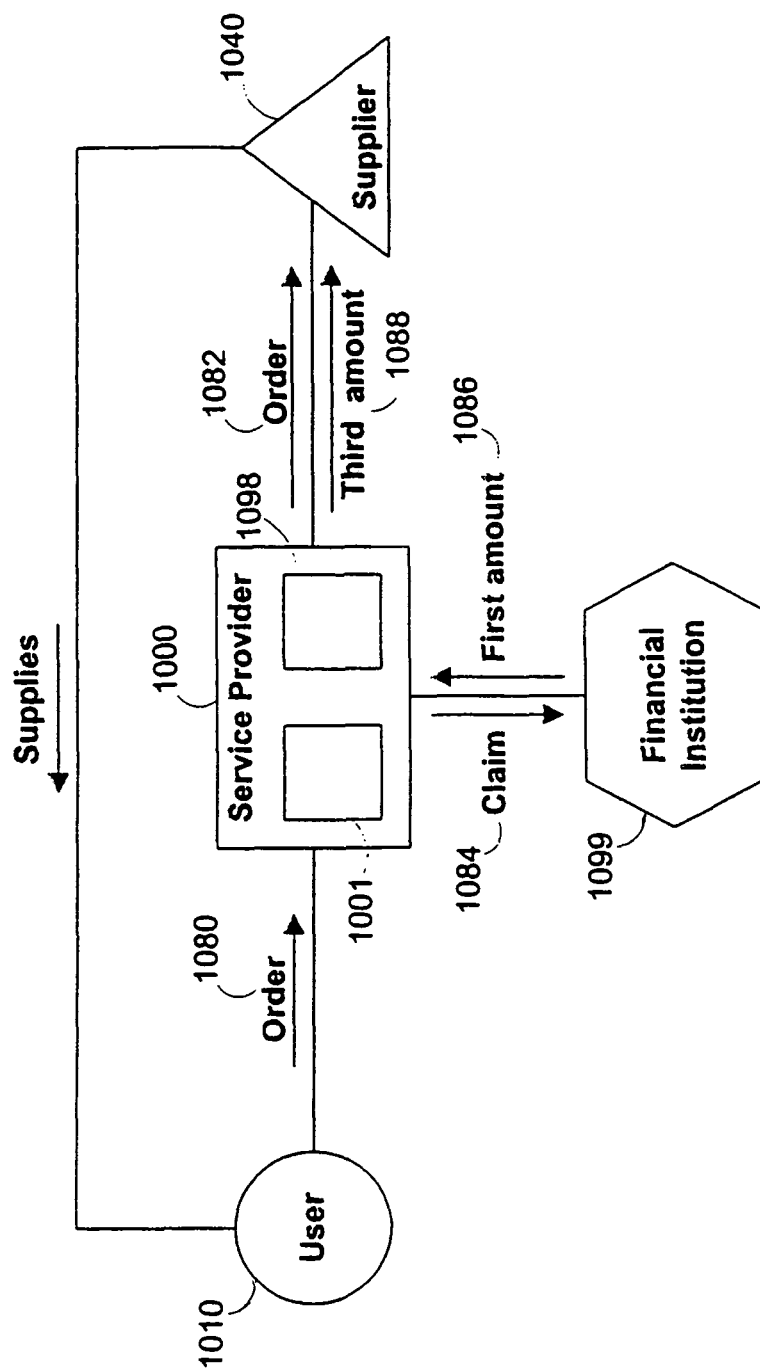 Supplies
1040
Supplier
1082
Order
Third amount
1088
1000
1098
Service Provider
1001
1080
Order
User
1010
1086
First amount
Claim
1084
Financial
Institution
1099